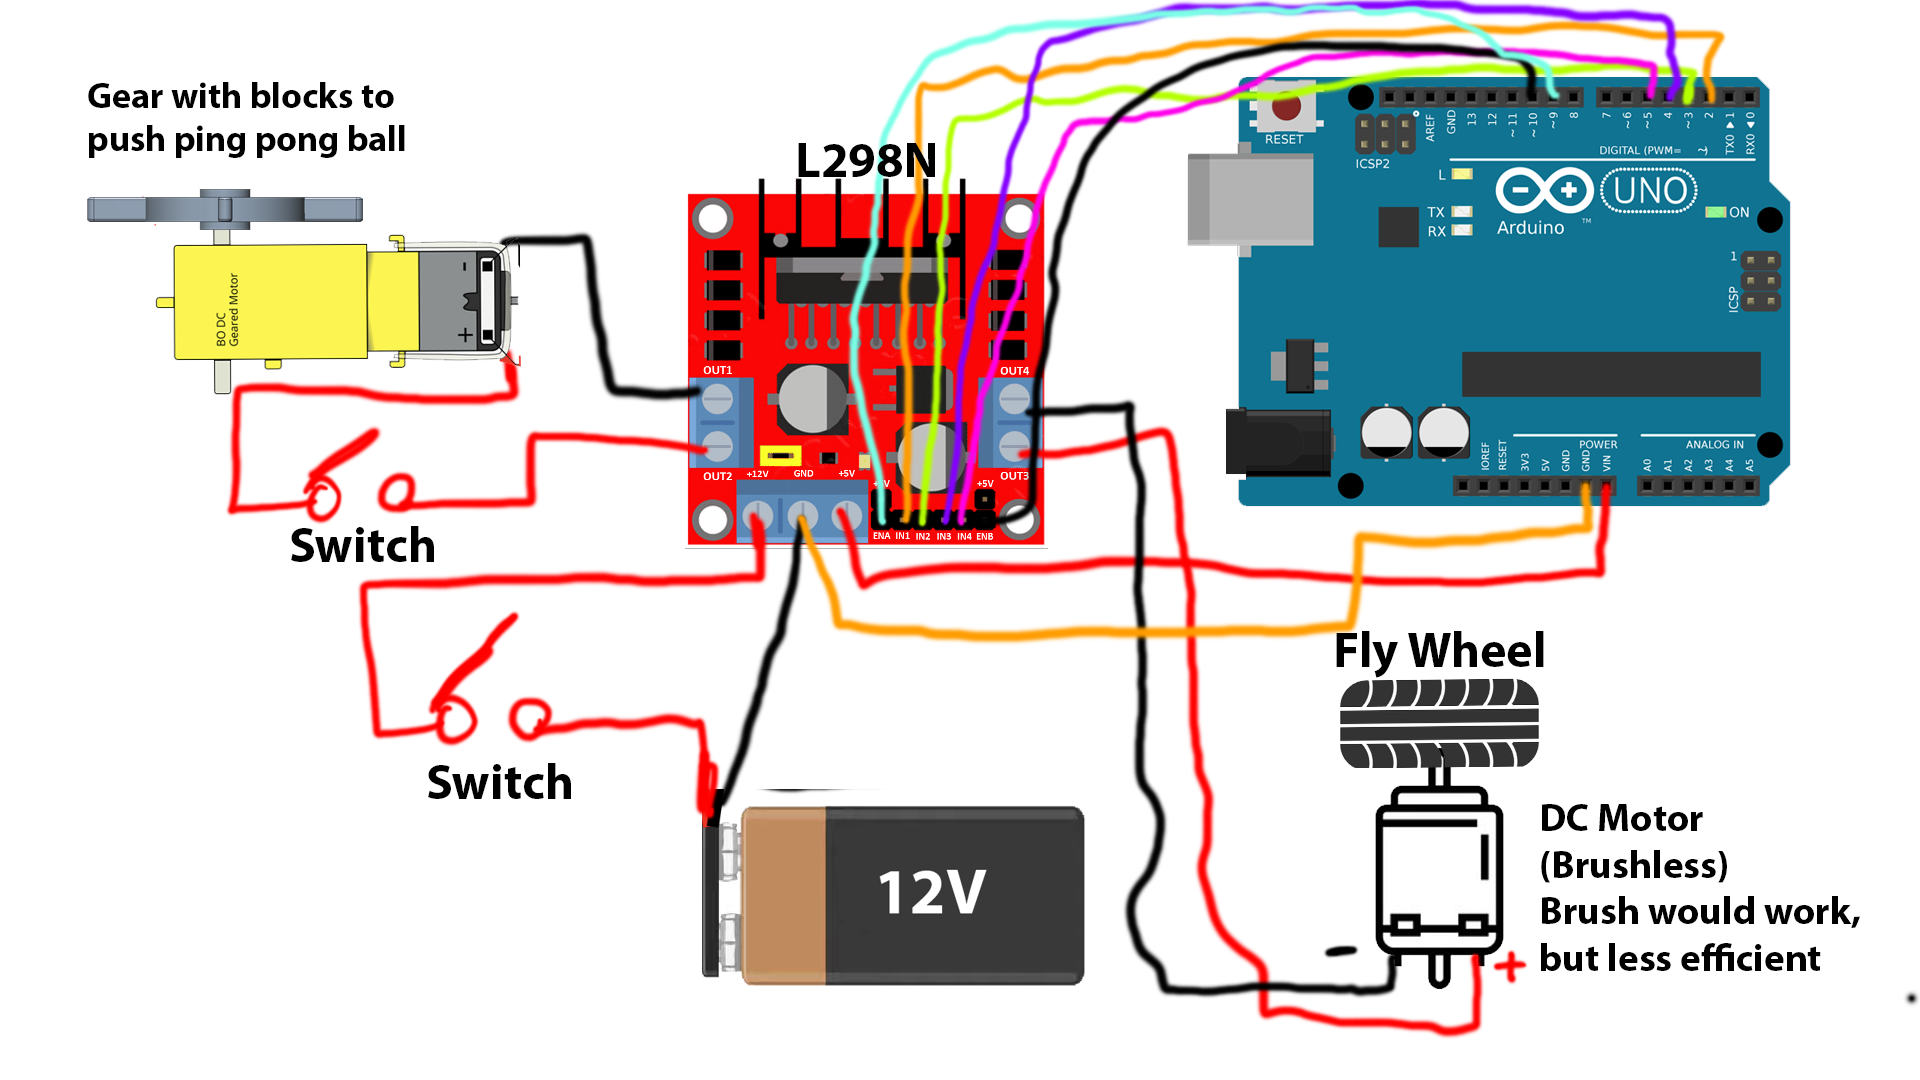 Gear with blocks to
push ping pong ball
BO DC
Geared Motor
-
+
Switch
Switch
L298N
OUT1
OUT2
OUT4
OUT3
+12V
GND
+5V
+5V
ENA
IN1
IN2
IN3
IN4
ENB
12V
RESET
ICSP2
AREF
GND
13
12
~11
~10
~9
8
7
~6
~5
4
~3
2
TX0 ▶ 1
RX0 ◀ 0
DIGITAL (PWM=
L
TX
RX
UNO
Arduino
™
ON
1
ICSP
IOREF
RESET
3V3
5V
GND
GND
VIN
POWER
ANALOG IN
A0
A1
A2
A3
A4
A5
Fly Wheel
DC Motor
(Brushless)
Brush would work,
but less efficient
-
+